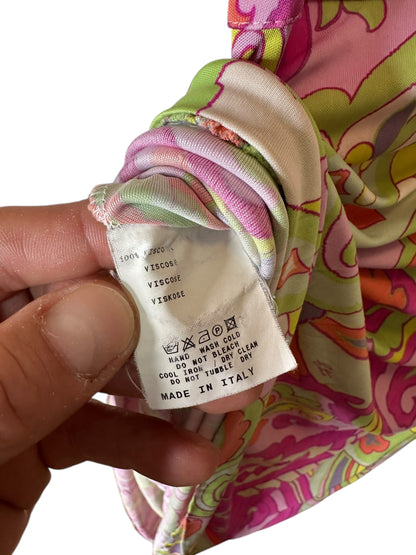 100%
VISCOSE
VISCOSE
VISKOSE
P
HAND WASH COLD
DO NOT BLEACH
COOL IRON DRY CLEAN
DO NOT TUMBLE DRY
MADE IN ITALY